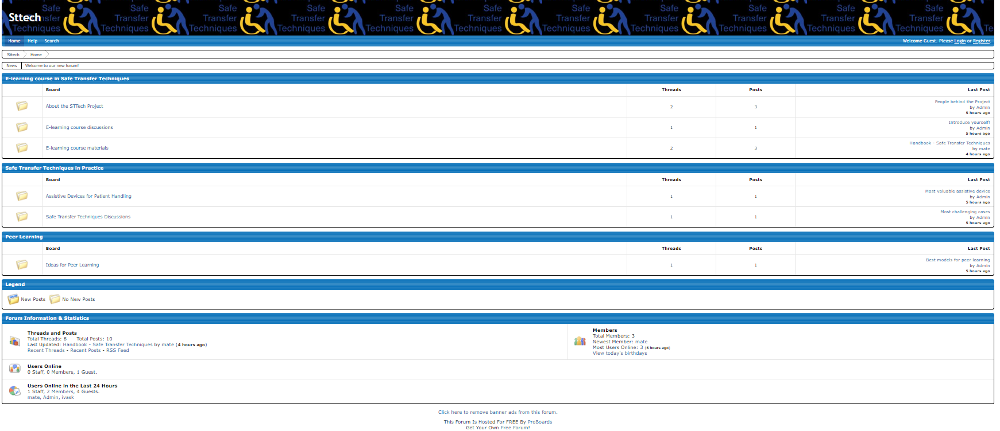 Sttech
Safe Transfer Techniques
Home Help Search
Welcome Guest. Please Login or Register.
Sttech Home
News Welcome to our new forum!
E-learning course in Safe Transfer Techniques
Board Threads Posts Last Post
About the STTech Project 2 3 People behind the Project
by Admin
5 hours ago
E-learning course discussions 1 1 Introduce yourself!
by Admin
5 hours ago
E-learning course materials 2 3 Handbook - Safe Transfer Techniques
by mate
4 hours ago
Safe Transfer Techniques in Practice
Board Threads Posts Last Post
Assistive Devices for Patient Handling 1 1 Most valuable assistive device
by Admin
5 hours ago
Safe Transfer Techniques Discussions 1 1 Most challenging cases
by Admin
5 hours ago
Peer Learning
Board Threads Posts Last Post
Ideas for Peer Learning 1 1 Best models for peer learning
by Admin
5 hours ago
Legend
New Posts No New Posts
Forum Information & Statistics
Threads and Posts
Total Threads: 8 Total Posts: 10
Last Updated: Handbook - Safe Transfer Techniques by mate (4 hours ago)
Recent Threads - Recent Posts - RSS Feed
Members
Total Members: 3
Newest Member: mate
Most Users Online: 3 (5 hours ago)
View today's birthdays
Users Online
0 Staff, 0 Members, 1 Guest.
Users Online in the Last 24 Hours
1 Staff, 2 Members, 4 Guests.
mate, Admin, ivask
Click here to remove banner ads from this forum.
This Forum Is Hosted For FREE By ProBoards
Get Your Own Free Forum!